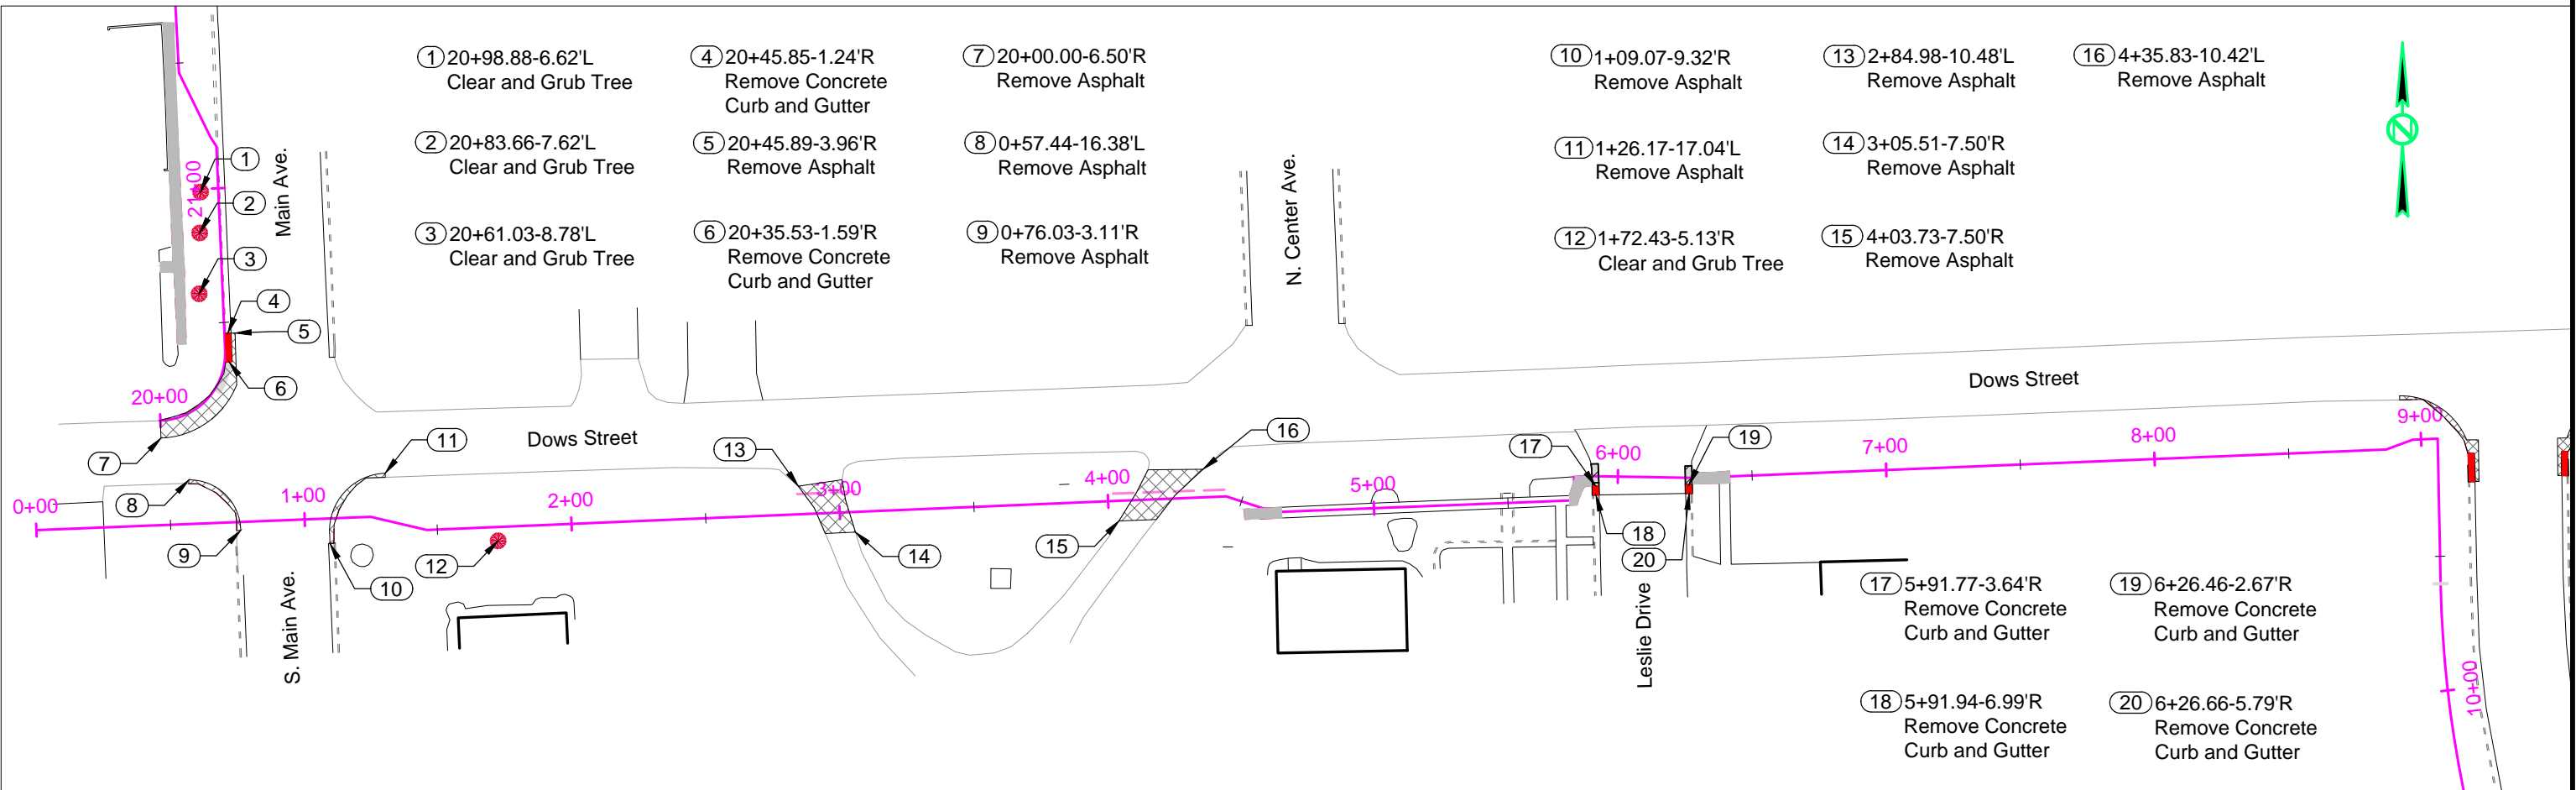 1 20+98.88-6.62'L
Clear and Grub Tree
2 20+83.66-7.62'L
Clear and Grub Tree
3 20+61.03-8.78'L
Clear and Grub Tree
4 20+45.85-1.24'R
Remove Concrete
Curb and Gutter
5 20+45.89-3.96'R
Remove Asphalt
6 20+35.53-1.59'R
Remove Concrete
Curb and Gutter
7 20+00.00-6.50'R
Remove Asphalt
8 0+57.44-16.38'L
Remove Asphalt
9 0+76.03-3.11'R
Remove Asphalt
10 1+09.07-9.32'R
Remove Asphalt
11 1+26.17-17.04'L
Remove Asphalt
12 1+72.43-5.13'R
Clear and Grub Tree
13 2+84.98-10.48'L
Remove Asphalt
14 3+05.51-7.50'R
Remove Asphalt
15 4+03.73-7.50'R
Remove Asphalt
16 4+35.83-10.42'L
Remove Asphalt
N
21+00
1
2
3
4
5
6
7
20+00
Main Ave.
N. Center Ave.
Dows Street
Dows Street
0+00
8
9
1+00
10
11
S. Main Ave.
12
2+00
13
3+00
14
15
4+00
16
5+00
17
6+00
18
19
20
Leslie Drive
7+00
8+00
9+00
10+00
17 5+91.77-3.64'R
Remove Concrete
Curb and Gutter
18 5+91.94-6.99'R
Remove Concrete
Curb and Gutter
19 6+26.46-2.67'R
Remove Concrete
Curb and Gutter
20 6+26.66-5.79'R
Remove Concrete
Curb and Gutter